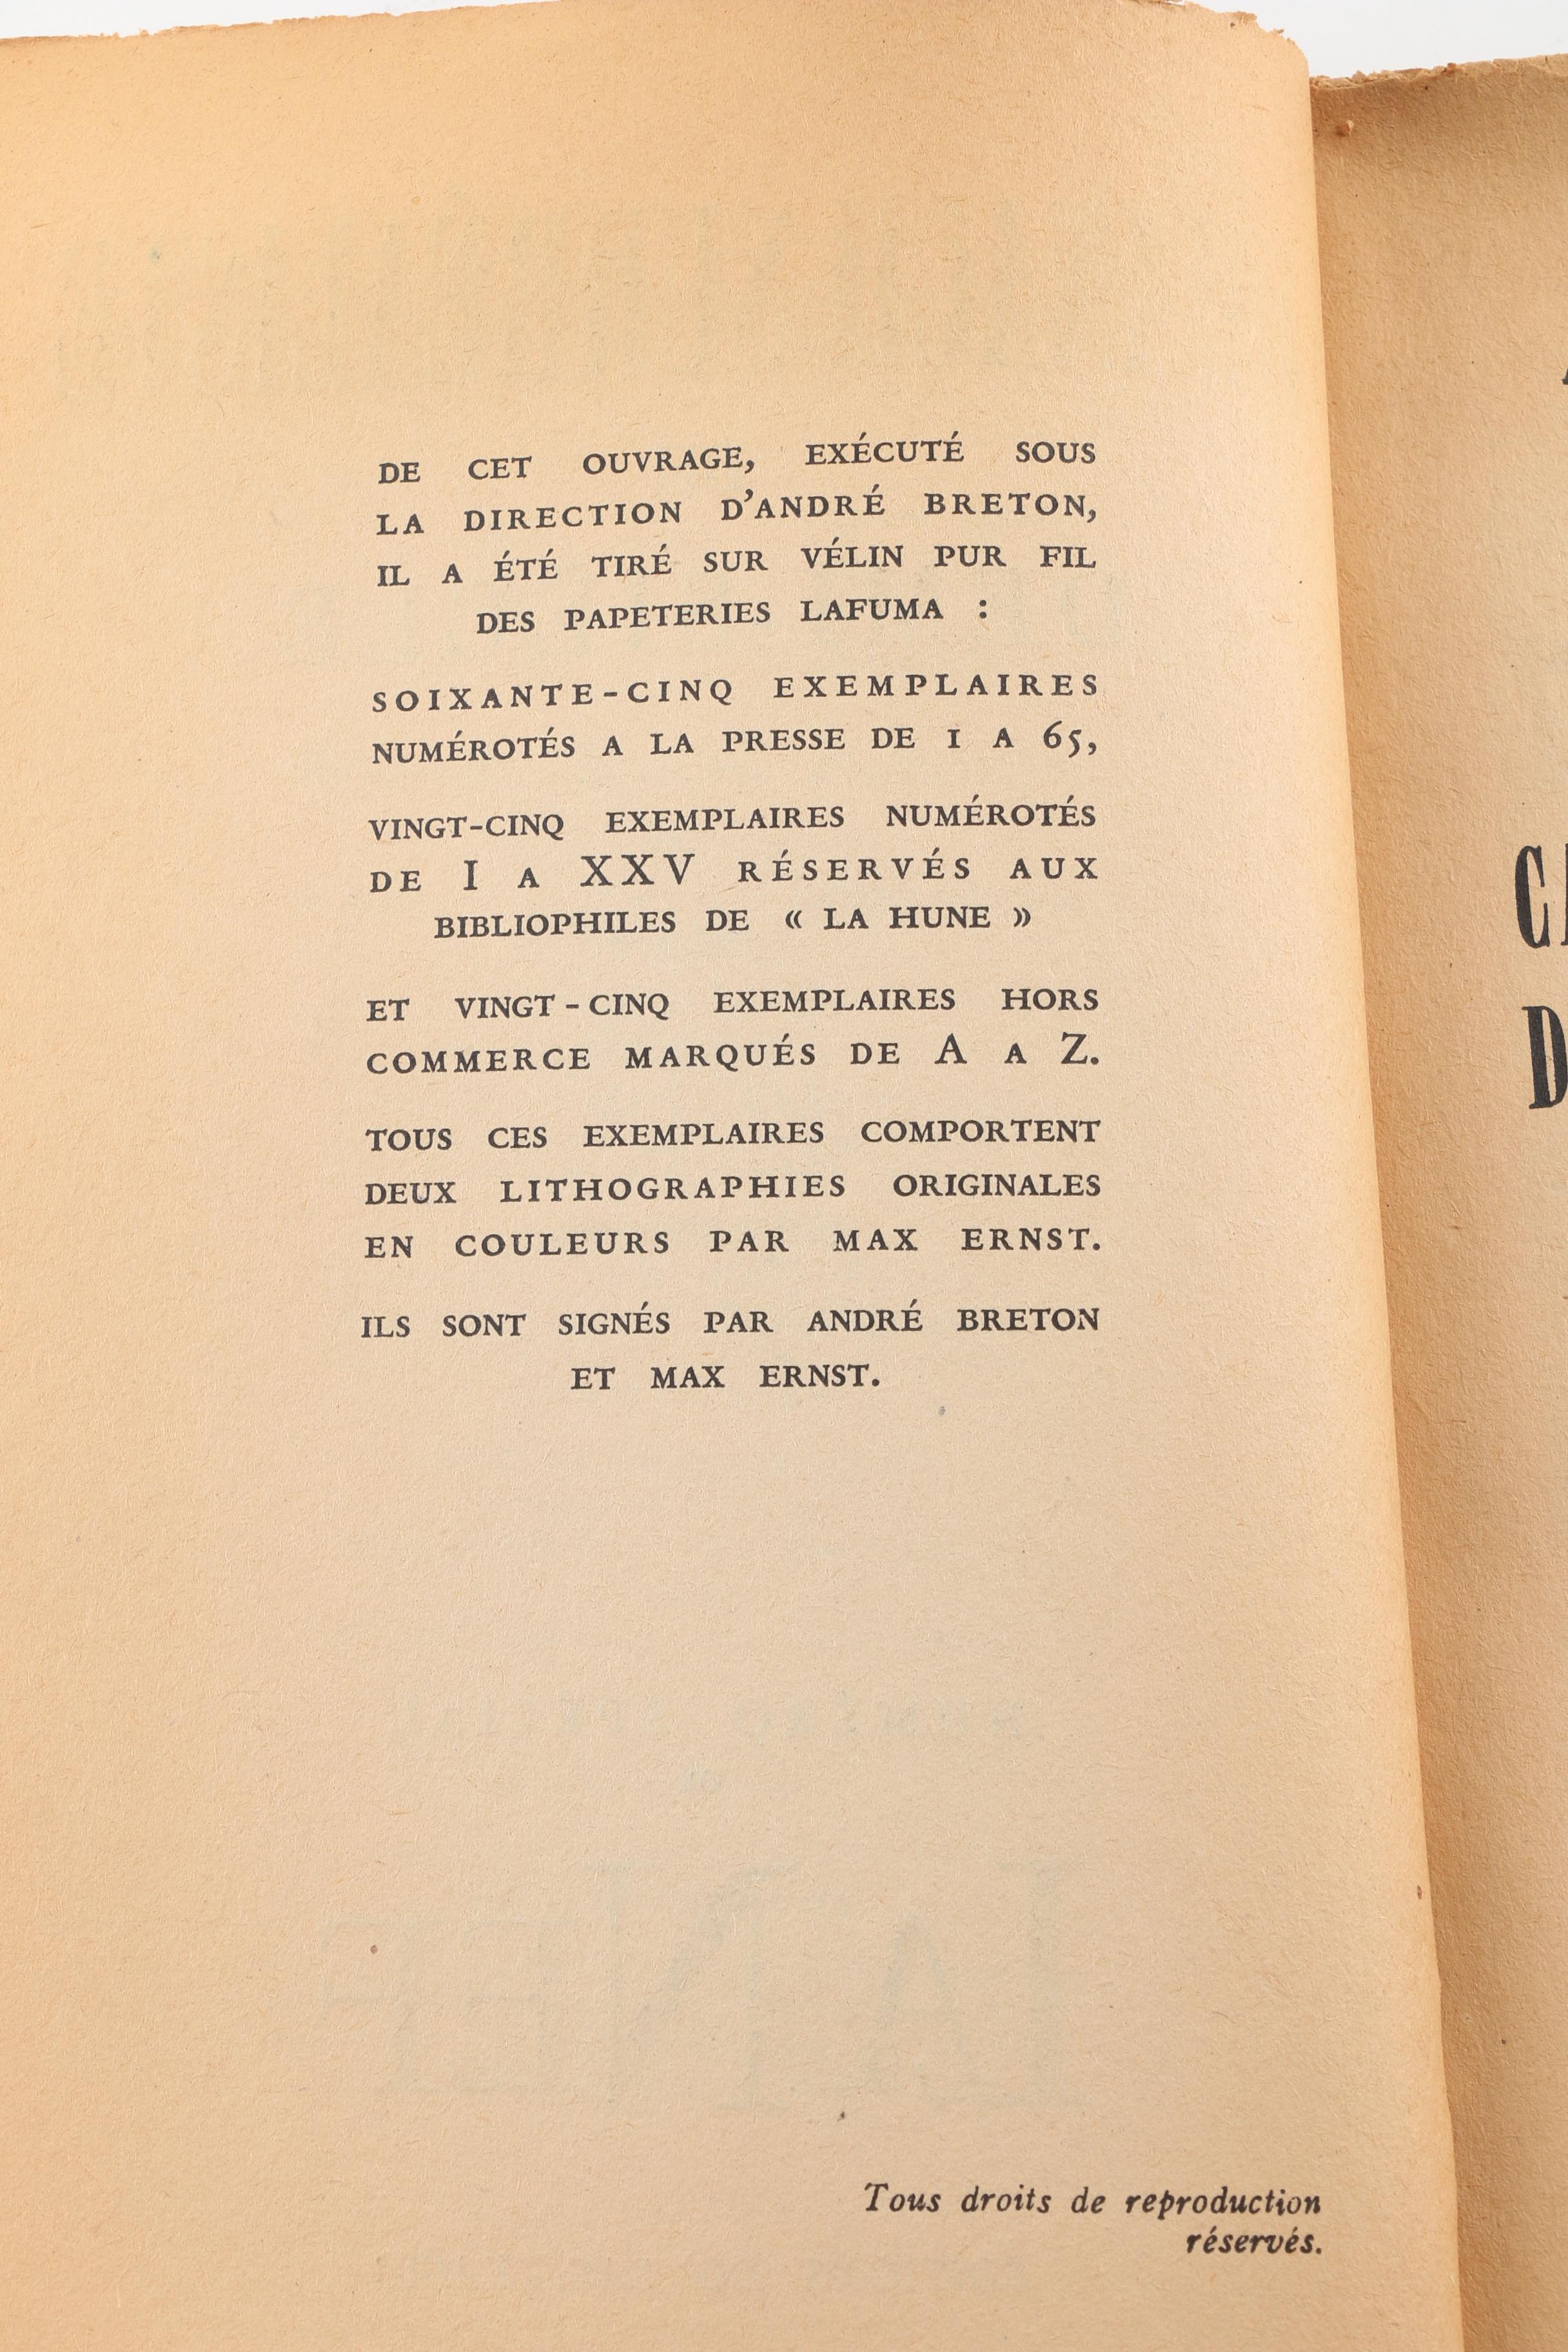 DE CET OUVRAGE, EXÉCUTÉ SOUS
LA DIRECTION D'ANDRÉ BRETON,
IL A ÉTÉ TIRÉ SUR VÉLIN PUR FIL
DES PAPETERIES LAFUMA :
SOIXANTE-CINQ EXEMPLAIRES
NUMÉROTÉS A LA PRESSE DE I A 65,
VINGT-CINQ EXEMPLAIRES NUMÉROTÉS
DE I A XXV RÉSERVÉS AUX
BIBLIOPHILES DE « LA HUNE »
ET VINGT-CINQ EXEMPLAIRES HORS
COMMERCE MARQUÉS DE A A Z.
TOUS CES EXEMPLAIRES COMPORTENT
DEUX LITHOGRAPHIES ORIGINALES
EN COULEURS PAR MAX ERNST.
ILS SONT SIGNÉS PAR ANDRÉ BRETON
ET MAX ERNST.
Tous droits de reproduction
réservés.